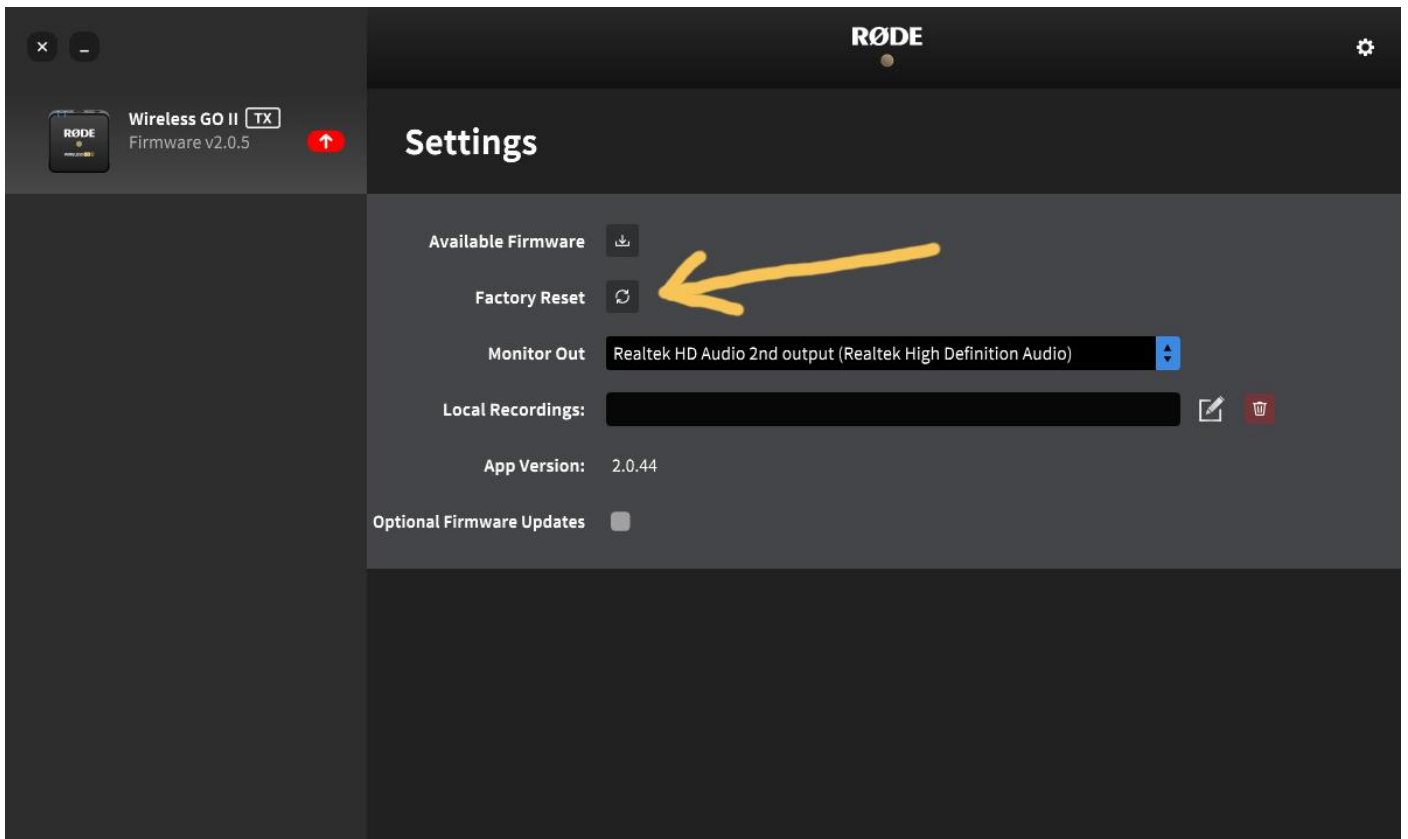 RØDE
Wireless GO II TX
Firmware v2.0.5
RØDE
Settings
Available Firmware
Factory Reset
Monitor Out Realtek HD Audio 2nd output (Realtek High Definition Audio)
Local Recordings:
App Version: 2.0.44
Optional Firmware Updates